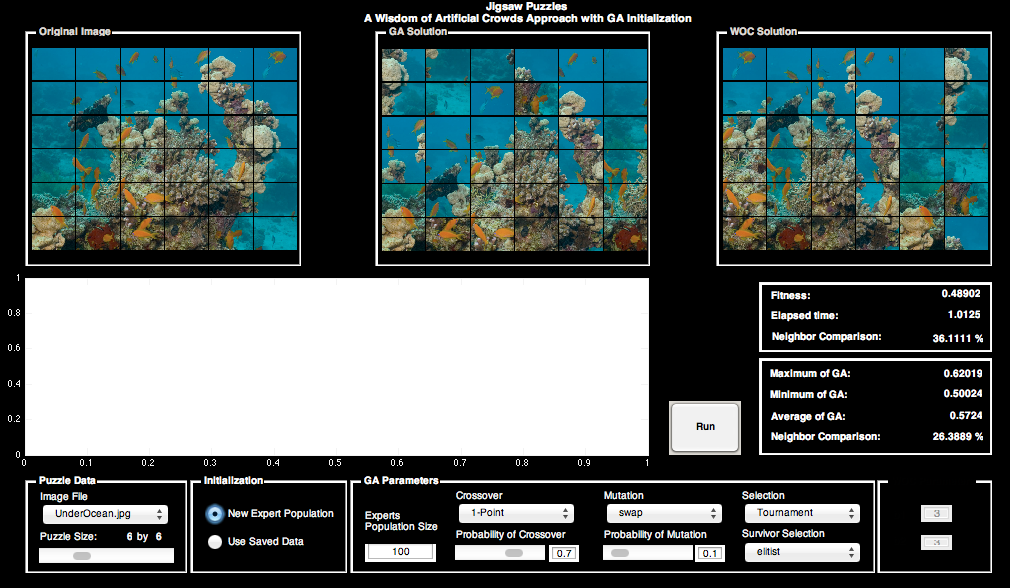 Jigsaw Puzzles
A Wisdom of Artificial Crowds Approach with GA Initialization
Original Image
GA Solution
WOC Solution
1
0.8
0.6
0.4
0.2
0
0 0.1 0.2 0.3 0.4 0.5 0.6 0.7 0.8 0.9 1
Fitness: 0.48902
Elapsed time: 1.0125
Neighbor Comparison: 36.1111 %
Maximum of GA: 0.62019
Minimum of GA: 0.50024
Average of GA: 0.5724
Neighbor Comparison: 26.3889 %
Run
Puzzle Data
Image File
UnderOcean.jpg
Puzzle Size: 6 by 6
Initialization
New Expert Population
Use Saved Data
GA Parameters
Experts
Population Size
100
Crossover
1-Point
Probability of Crossover
0.7
Mutation
swap
Probability of Mutation
0.1
Selection
Tournament
Survivor Selection
elitist
3